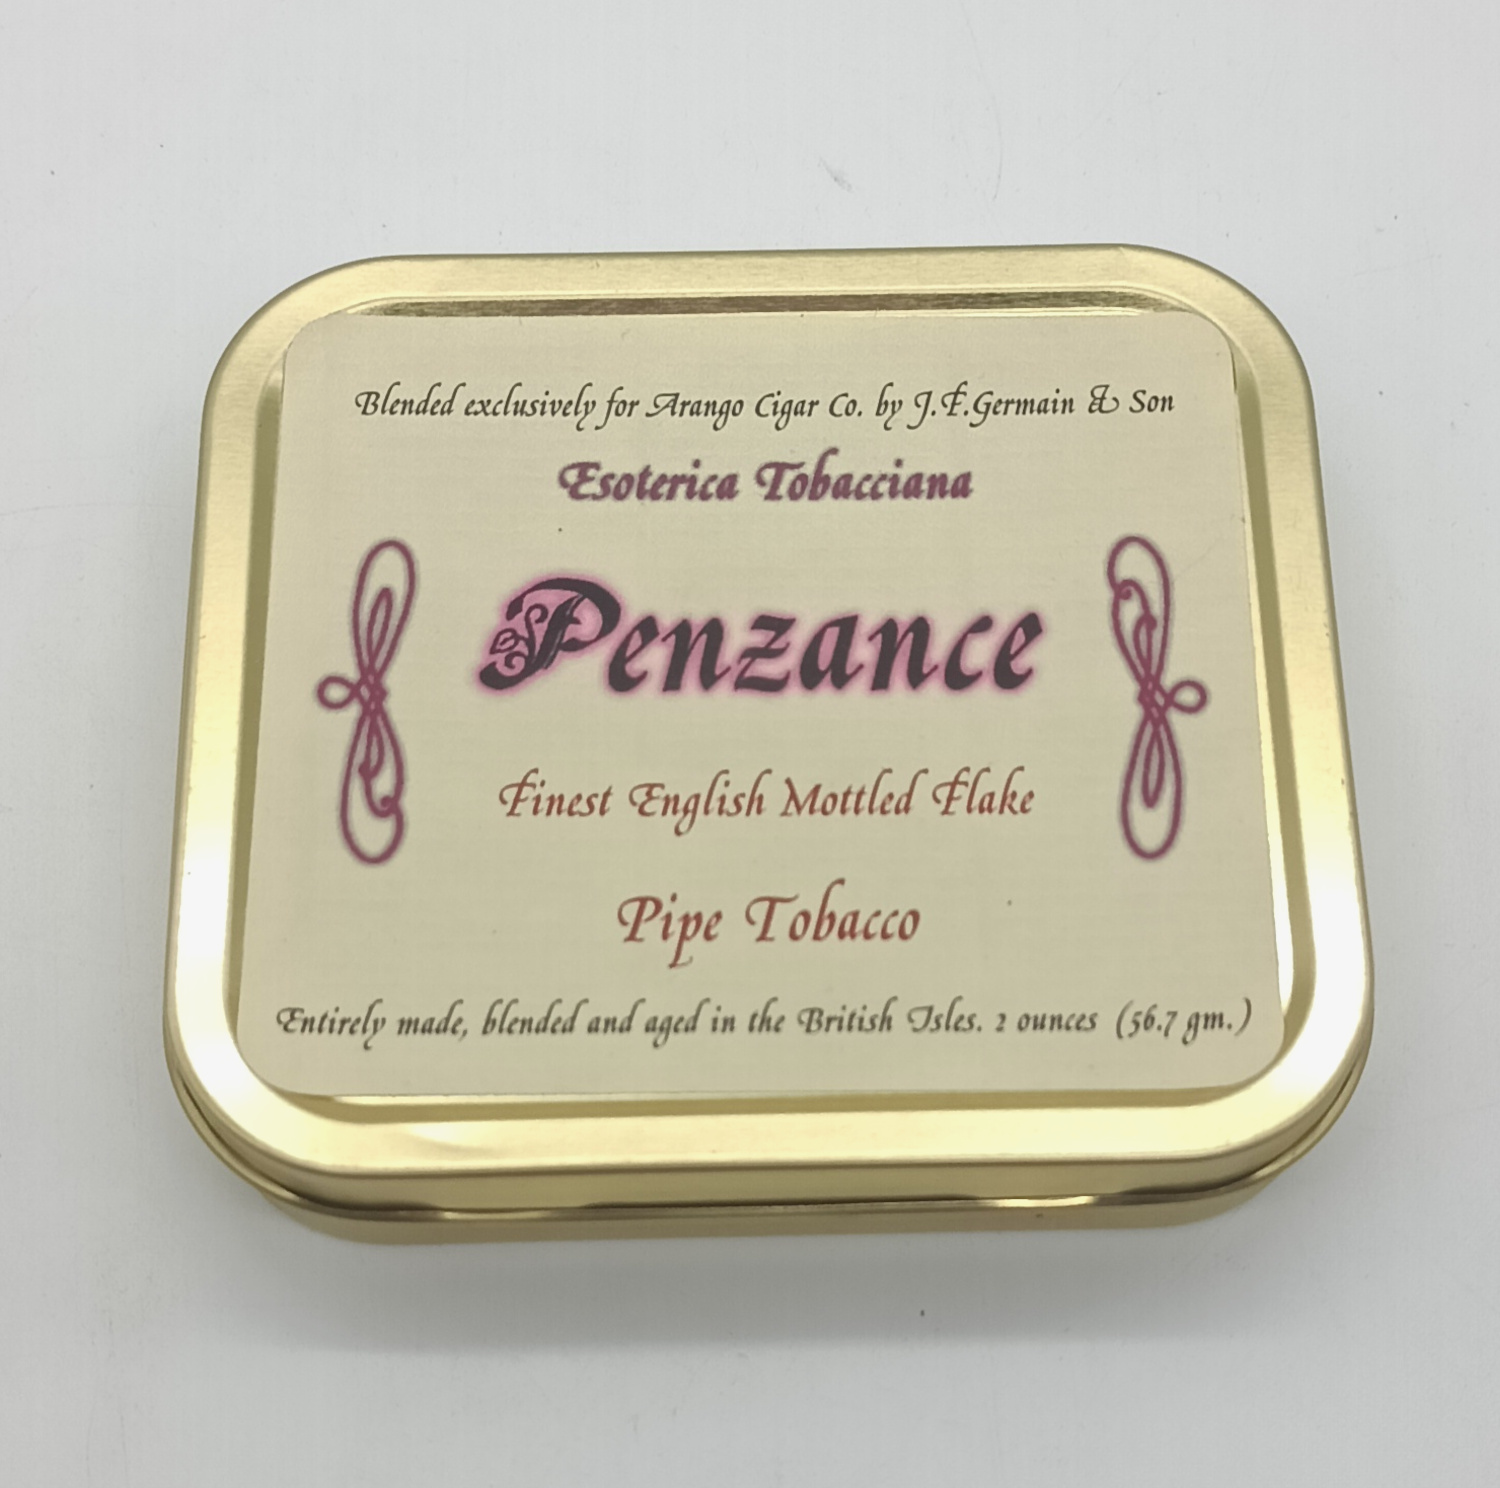 Blended exclusively for Arango Cigar Co. by J.F.Germain & Son
Esoterica Tobacciana
Penzance
Finest English Mottled Flake
Pipe Tobacco
Entirely made, blended and aged in the British Isles. 2 ounces (56.7 gm.)